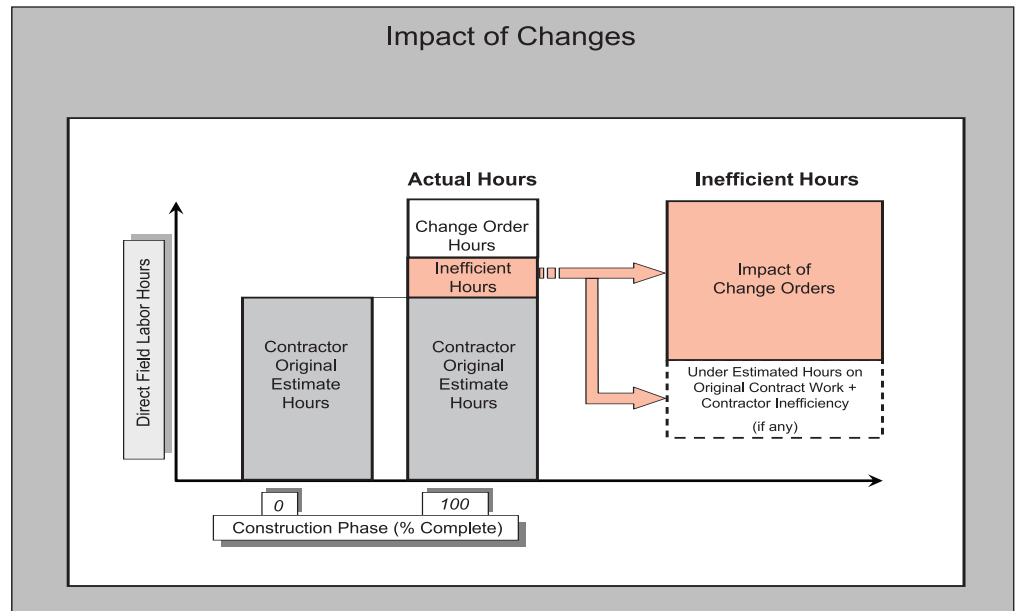 Impact of Changes
Actual Hours
Inefficient Hours
Change Order
Hours
Inefficient
Hours
Impact of
Change Orders
Direct Field Labor Hours
Contractor
Original
Estimate
Hours
Contractor
Original
Estimate
Hours
Under Estimated Hours on
Original Contract Work +
Contractor Inefficiency
(if any)
0
100
Construction Phase (% Complete)